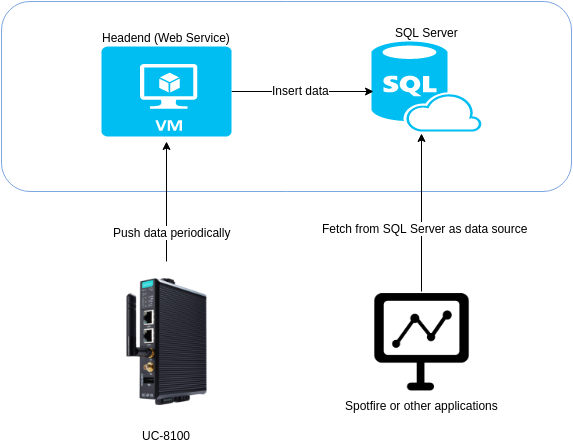 Headend (Web Service)
SQL Server
SQL
Insert data
VM
Push data periodically
Fetch from SQL Server as data source
Spotfire or other applications
UC-8100